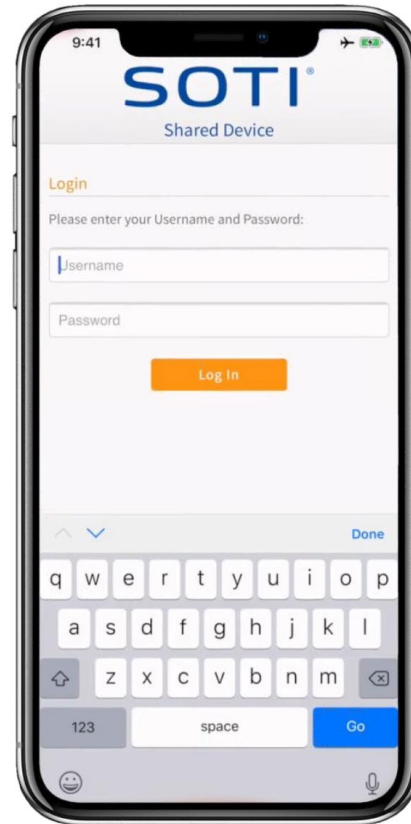 9:41
SOTI®
Shared Device
Login
Please enter your Username and Password:
Username
Password
Log In
Done
q w e r t y u i o p
a s d f g h j k l
z x c v b n m
123 space Go